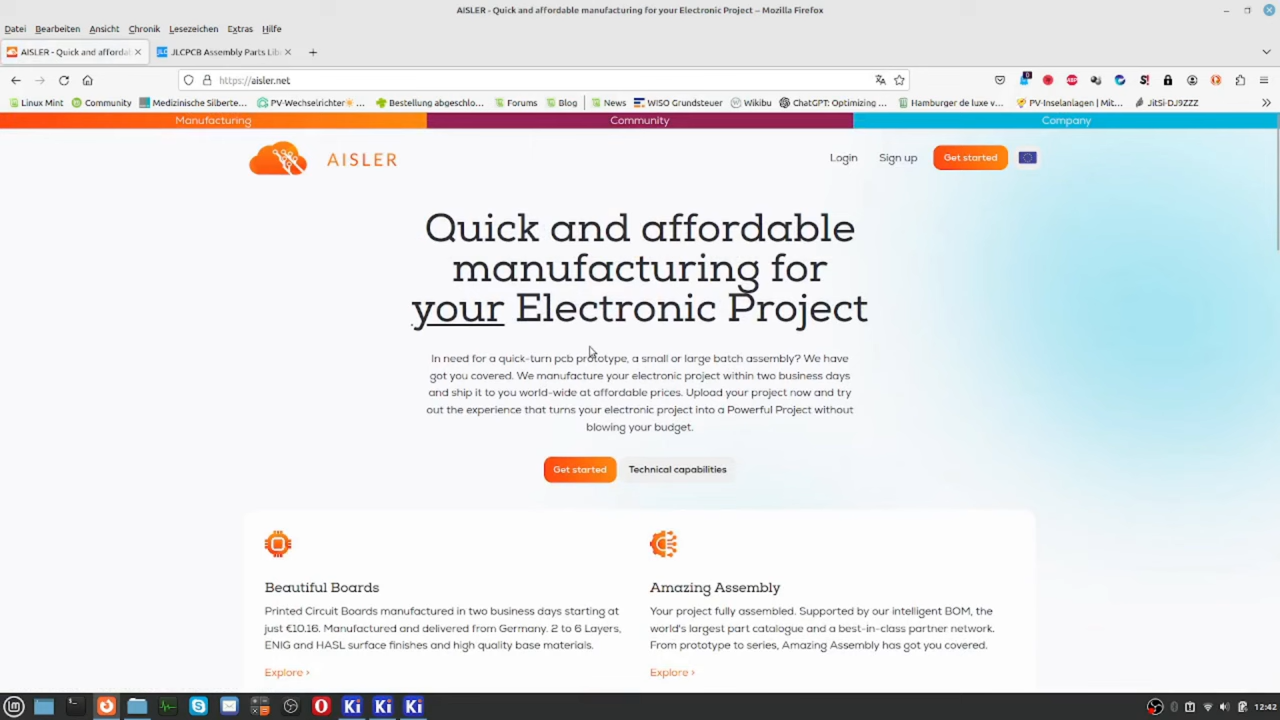 AISLER - Quick and affordable manufacturing for your Electronic Project – Mozilla Firefox
Datei Bearbeiten Ansicht Chronik Lesezeichen Extras Hilfe
AISLER - Quick and affordal JLCPCB Assembly Parts Lib
https://aisler.net
Linux Mint Community Medizinische Silberte... PV-Wechselrichter... Bestellung abgeschlo... Forums Blog News WISO Grundsteuer Wikibu ChatGPT: Optimizing ... Hamburger de luxe v... PV-Inselanlagen | Mit... JitSi-DJ9ZZZ
Manufacturing Community Company
AISLER Login Sign up Get started
Quick and affordable
manufacturing for
your Electronic Project
In need for a quick-turn pcb prototype, a small or large batch assembly? We have
got you covered. We manufacture your electronic project within two business days
and ship it to you world-wide at affordable prices. Upload your project now and try
out the experience that turns your electronic project into a Powerful Project without
blowing your budget.
Get started Technical capabilities
Beautiful Boards
Printed Circuit Boards manufactured in two business days starting at
just €10.16. Manufactured and delivered from Germany. 2 to 6 Layers,
ENIG and HASL surface finishes and high quality base materials.
Explore >
Amazing Assembly
Your project fully assembled. Supported by our intelligent BOM, the
world's largest part catalogue and a best-in-class partner network.
From prototype to series, Amazing Assembly has got you covered.
Explore >
Ki Ki Ki 12:42